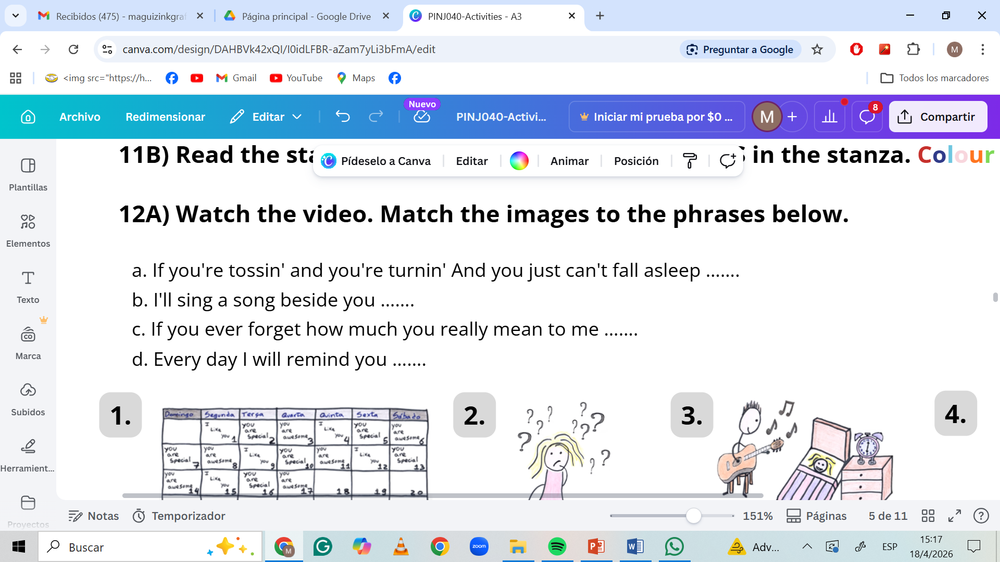 Recibidos (475) - maguizinkgraf
Página principal - Google Drive
PINJ040-Activities - A3
canva.com/design/DAHBVk42xQI/I0idLFBR-aZam7yLi3bFmA/edit
Preguntar a Google
M
<img src="https://h...
Gmail
YouTube
Maps
Todos los marcadores
Archivo
Redimensionar
Editar
Nuevo
PINJ040-Activi...
Iniciar mi prueba por $0 ...
M
8
Compartir
11B) Read the sta
in the stanza. Colour
Pídeselo a Canva
Editar
Animar
Posición
Plantillas
Elementos
Texto
Marca
Subidos
Herramient...
Proyectos
12A) Watch the video. Match the images to the phrases below.
a. If you're tossin' and you're turnin' And you just can't fall asleep .......
b. I'll sing a song beside you .......
c. If you ever forget how much you really mean to me .......
d. Every day I will remind you .......
1.
2.
3.
4.
Domingo Segunda Terça Quarta Quinta Sexta Sábado
I Like You 1
you are special 2
you are awesome 3
I Like You 4
you are special 5
you are awesome 6
you are special 7
you are awesome 8
I Like you 9
you are special 10
you are awesome 11
I Like you 12
you are special 13
you are awesome 14
I Like you 15
you are special 16
you are awesome 17
18
19
20
Notas
Temporizador
151%
Páginas
5 de 11
Buscar
zoom
Adv...
ESP
15:17
18/4/2026